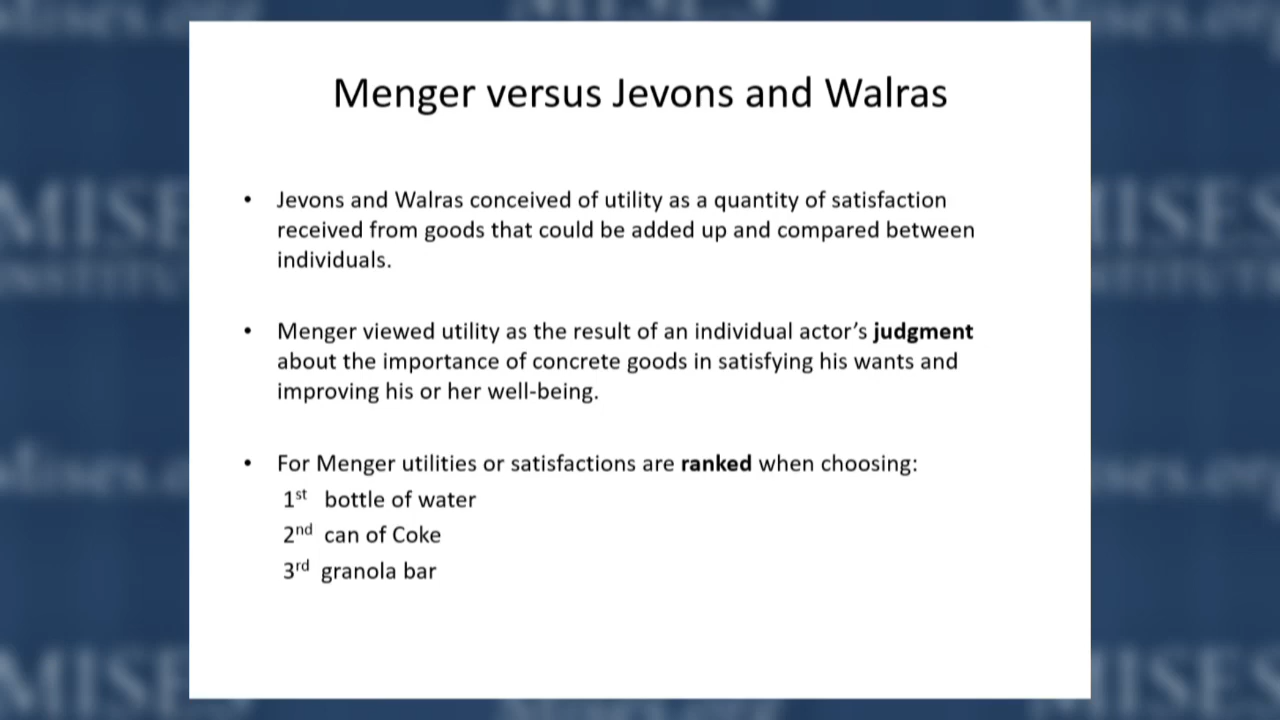 Menger versus Jevons and Walras
• Jevons and Walras conceived of utility as a quantity of satisfaction
received from goods that could be added up and compared between
individuals.
• Menger viewed utility as the result of an individual actor’s judgment
about the importance of concrete goods in satisfying his wants and
improving his or her well-being.
• For Menger utilities or satisfactions are ranked when choosing:
1st bottle of water
2nd can of Coke
3rd granola bar